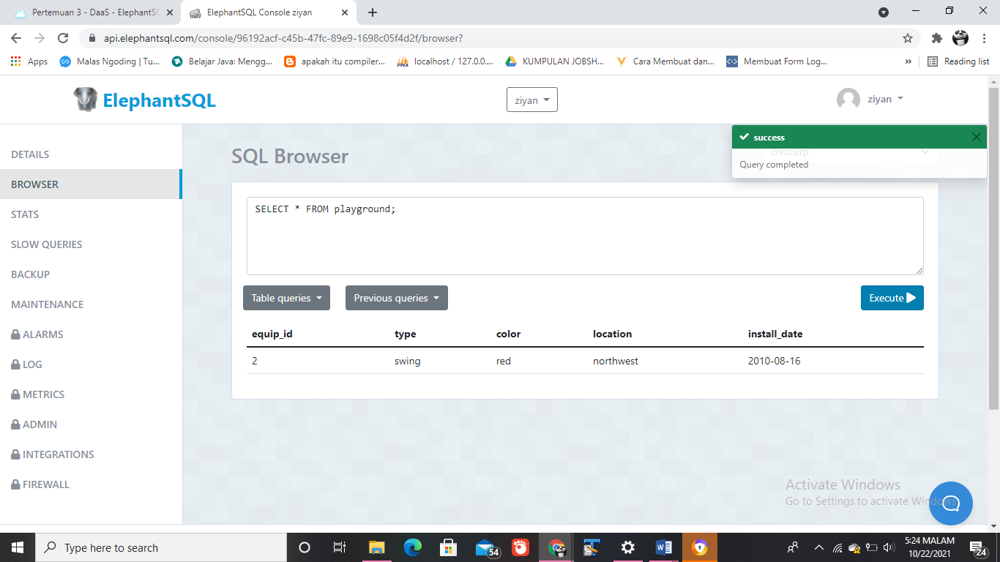 Pertemuan 3 - DaaS - ElephantSC
ElephantSQL Console ziyan
api.elephantsql.com/console/96192acf-c45b-47fc-89e9-1698c05f4d2f/browser?
Apps
Malas Ngoding | Tu...
Belajar Java: Mengg...
apakah itu compiler...
localhost / 127.0.0....
KUMPULAN JOBSH...
Cara Membuat dan...
Membuat Form Log...
»
Reading list
ElephantSQL
ziyan
ziyan
success
crvcnxrp
Query completed
DETAILS
BROWSER
STATS
SLOW QUERIES
BACKUP
MAINTENANCE
ALARMS
LOG
METRICS
ADMIN
INTEGRATIONS
FIREWALL
SQL Browser
SELECT * FROM playground;
Table queries
Previous queries
Execute
equip_id type color location install_date
2 swing red northwest 2010-08-16
Activate Windows
Go to Settings to activate Windows.
Type here to search
54
5:24 MALAM
10/22/2021
24